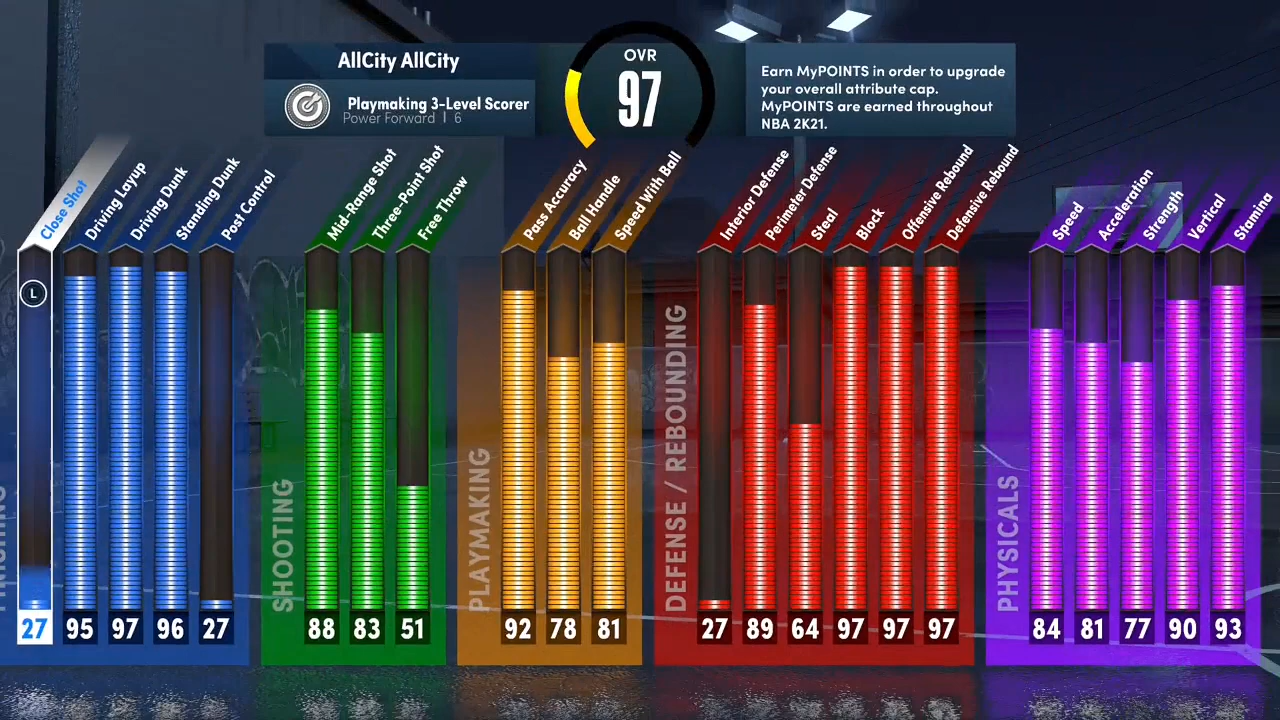 AllCity AllCity
Playmaking 3-Level Scorer
Power Forward | 6
OVR
97
Earn MyPOINTS in order to upgrade
your overall attribute cap.
MyPOINTS are earned throughout
NBA 2K21.
Close Shot
Driving Layup
Driving Dunk
Standing Dunk
Post Control
Mid-Range Shot
Three-Point Shot
Free Throw
Pass Accuracy
Ball Handle
Speed With Ball
Interior Defense
Perimeter Defense
Steal
Block
Offensive Rebound
Defensive Rebound
Speed
Acceleration
Strength
Vertical
Stamina
L
SHOOTING
PLAYMAKING
DEFENSE / REBOUNDING
PHYSICALS
27 95 97 96 27 88 83 51 92 78 81 27 89 64 97 97 97 84 81 77 90 93